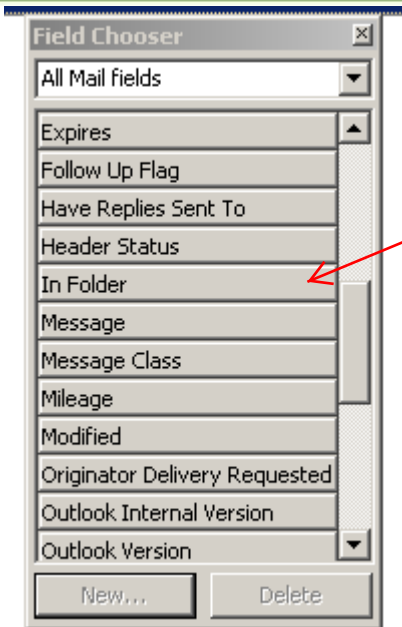 Field Chooser
All Mail fields
Expires
Follow Up Flag
Have Replies Sent To
Header Status
In Folder
Message
Message Class
Mileage
Modified
Originator Delivery Requested
Outlook Internal Version
Outlook Version
New... Delete